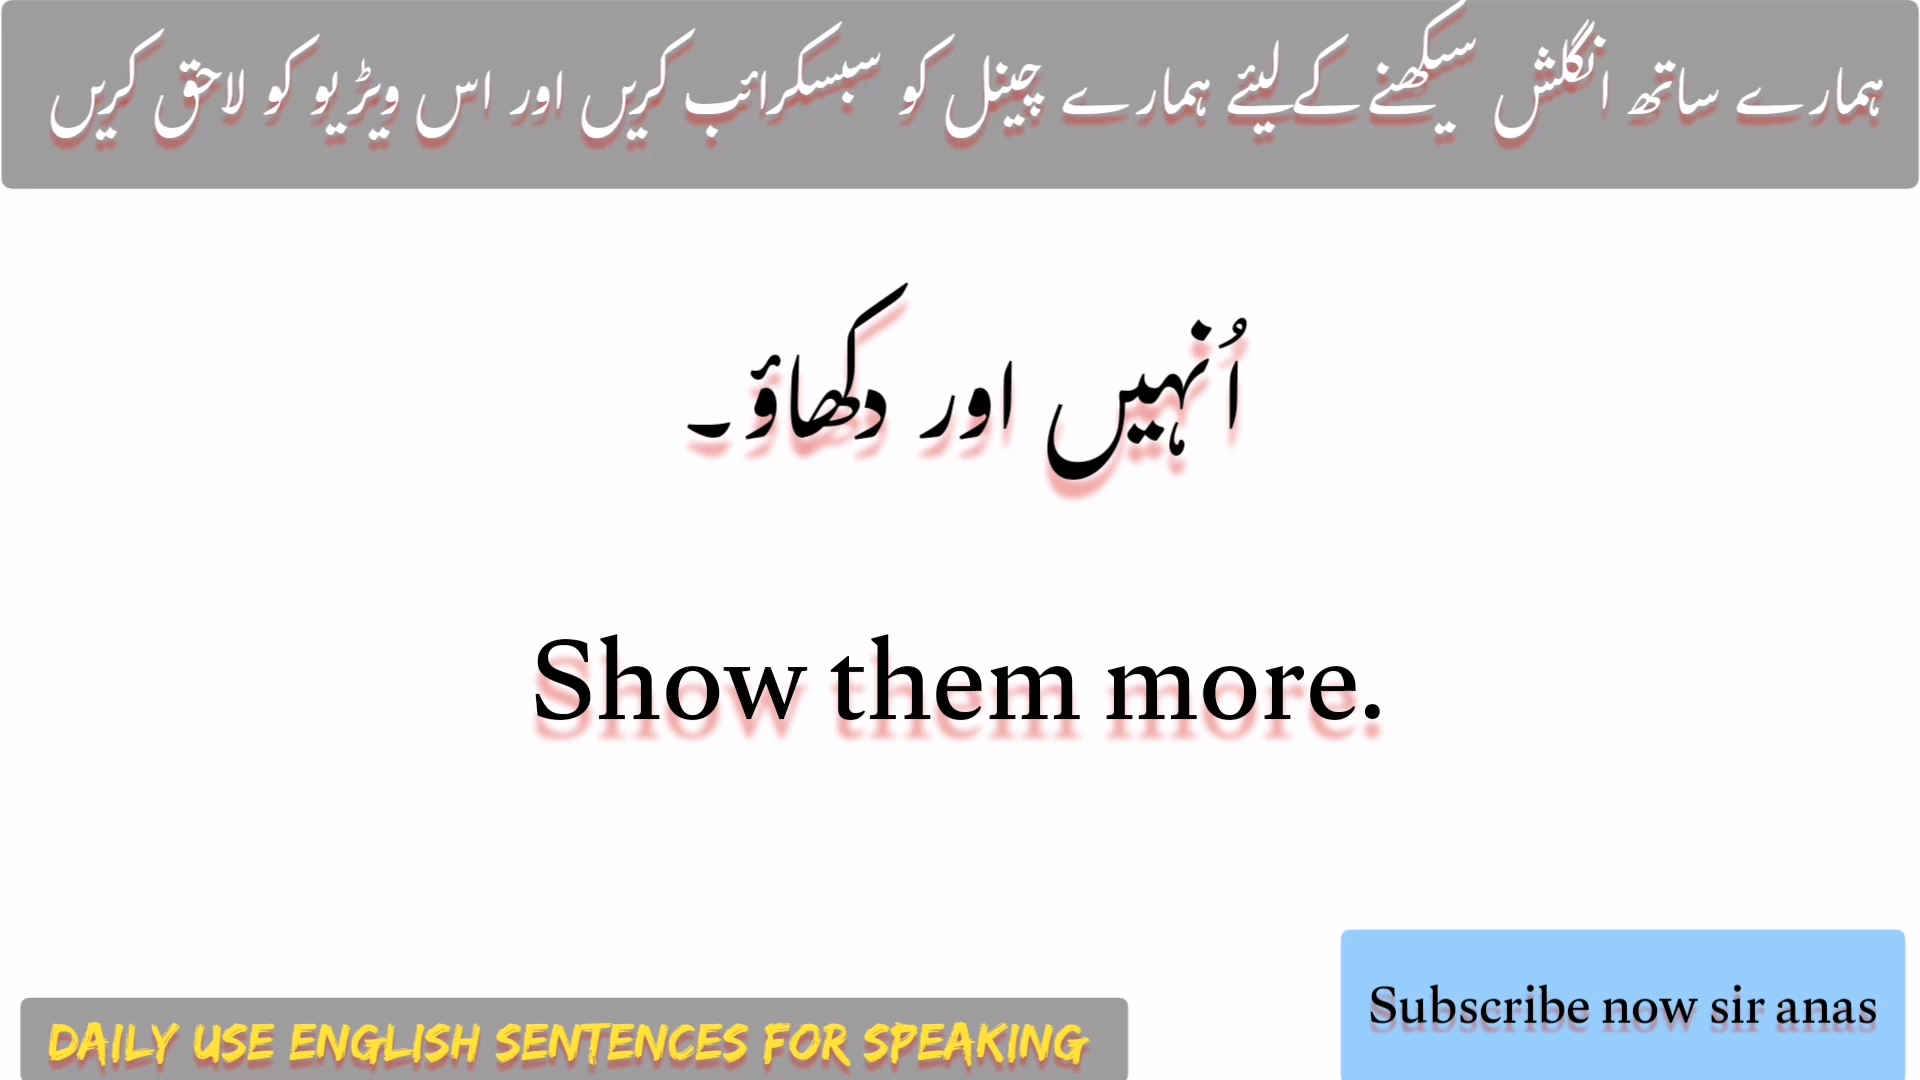 ہمارے ساتھ انگلش سیکھنے کے لیئے ہمارے چینل کو سبسکرائب کریں اور اس ویڑیو کو لاحق کریں
اُنہیں اور دکھاؤ۔
Show them more.
Subscribe now sir anas
DAILY USE ENGLISH SENTENCES FOR SPEAKING